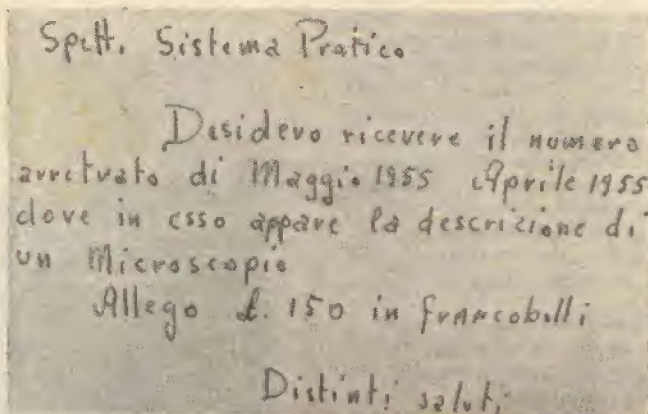 Spett. Sistema Pratico
Desidero ricevere il numero
arretrato di Maggio 1955 Aprile 1955
dove in esso appare la descrizione di
un Microscopio
Allego £. 150 in francobolli
Distinti saluti